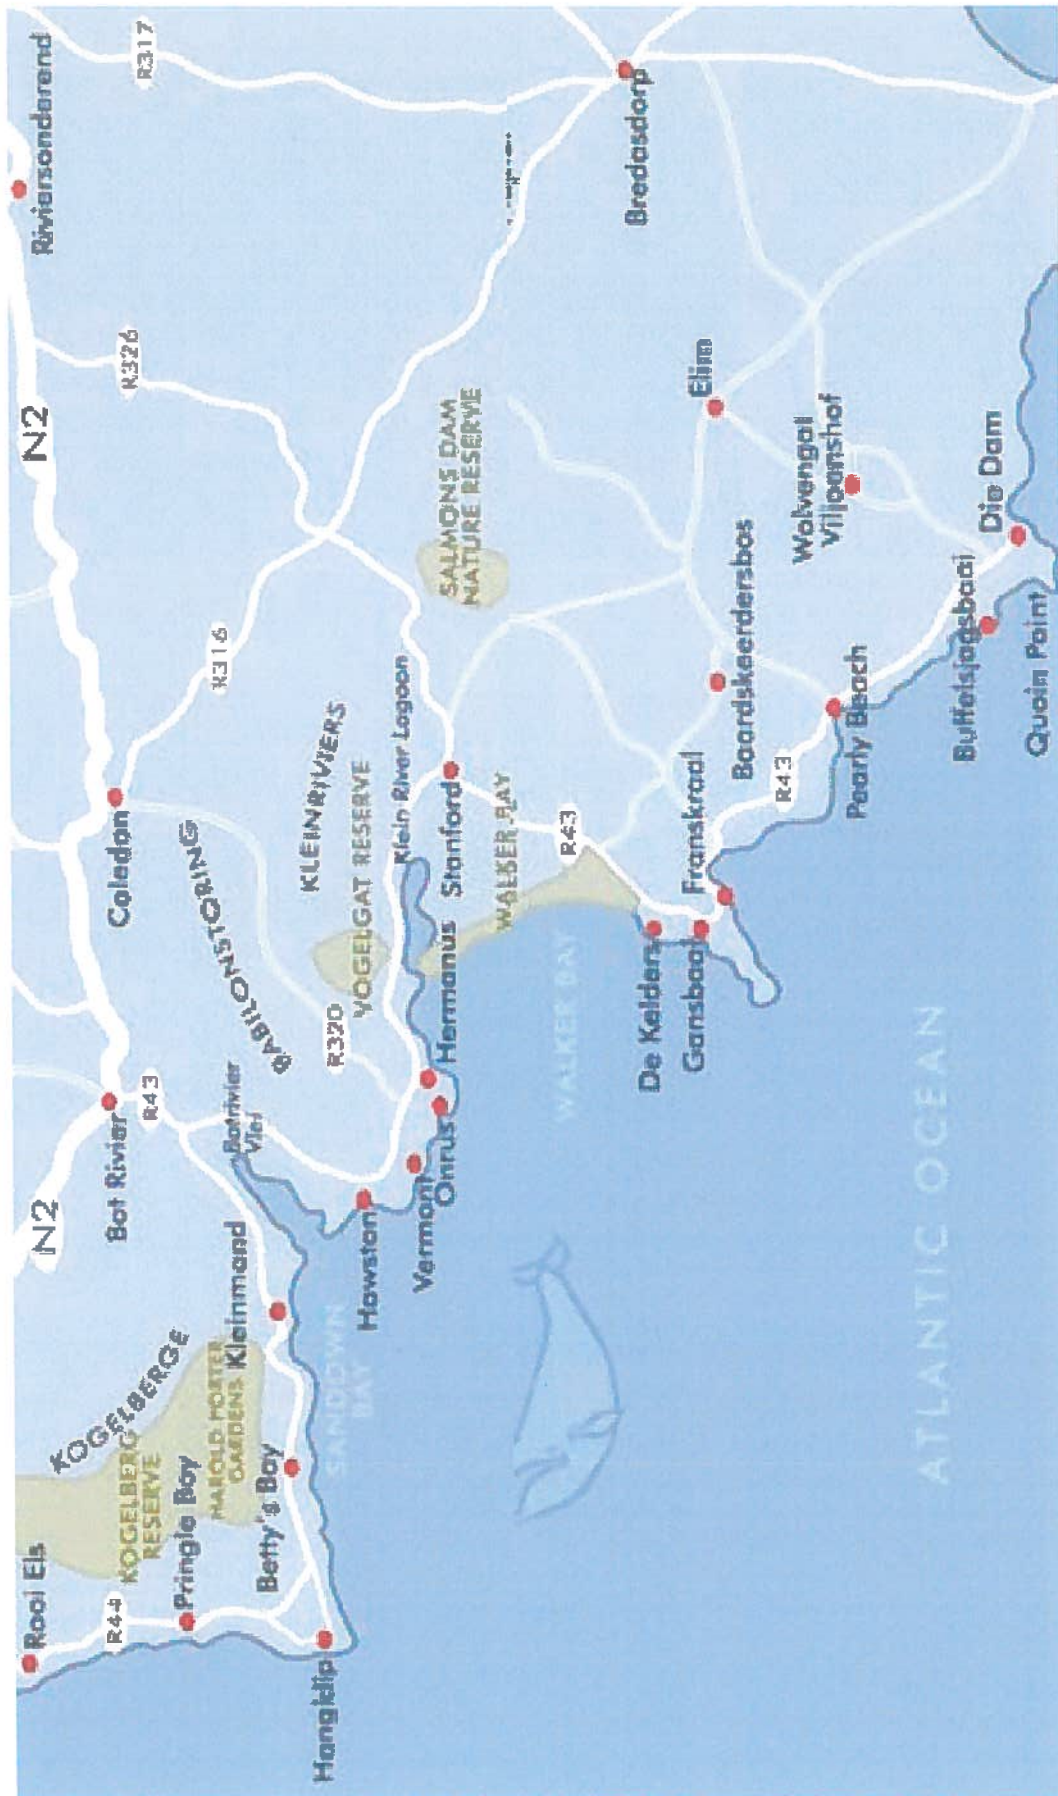 Rooi Els
R44
KOGELBERG
RESERVE
Pringle Bay
KOGELBERGE
HAROLD PORTER
GARDENS
Betty's Bay
Hangklip
Kleinmond
SANDOWN
BAY
N2
Bot Rivier
R43
Botrivier
Vlei
Hawston
Vermont
Onrus
Hermanus
R320
BABILONSTORING
Caledon
KLEINRIVIERS
VOGELGAT RESERVE
Klein River Lagoon
Stanford
WALKER BAY
WALKER BAY
R43
De Kelders
Gansbaai
Franskraal
R316
N2
R326
Riviersonderend
R317
SALMONS DAM
NATURE RESERVE
Baardskeerdersbos
R43
Pearly Beach
Elim
Wolvengat
Viljoenshof
Buffelsjagsbaai
Die Dam
Quoin Point
Bredasdorp
ATLANTIC OCEAN